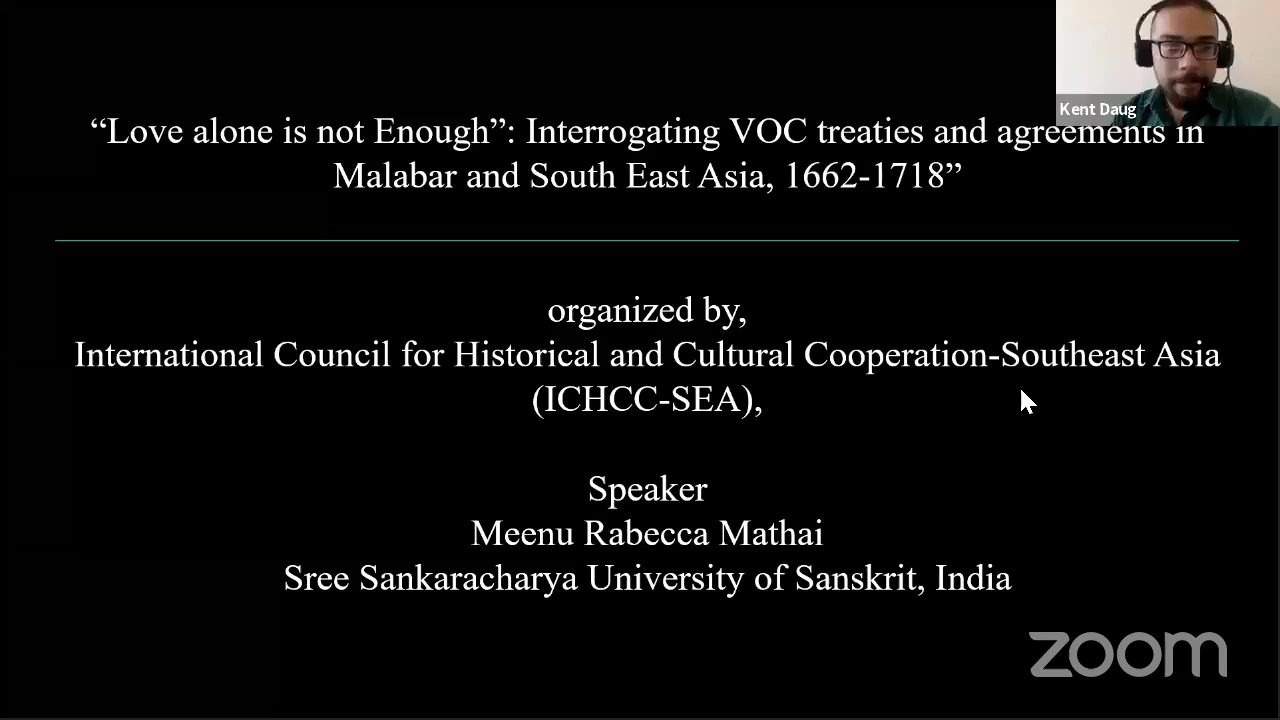 Kent Daug
“Love alone is not Enough”: Interrogating VOC treaties and agreements in
Malabar and South East Asia, 1662-1718”
organized by,
International Council for Historical and Cultural Cooperation-Southeast Asia
(ICHCC-SEA),
Speaker
Meenu Rabecca Mathai
Sree Sankaracharya University of Sanskrit, India
zoom